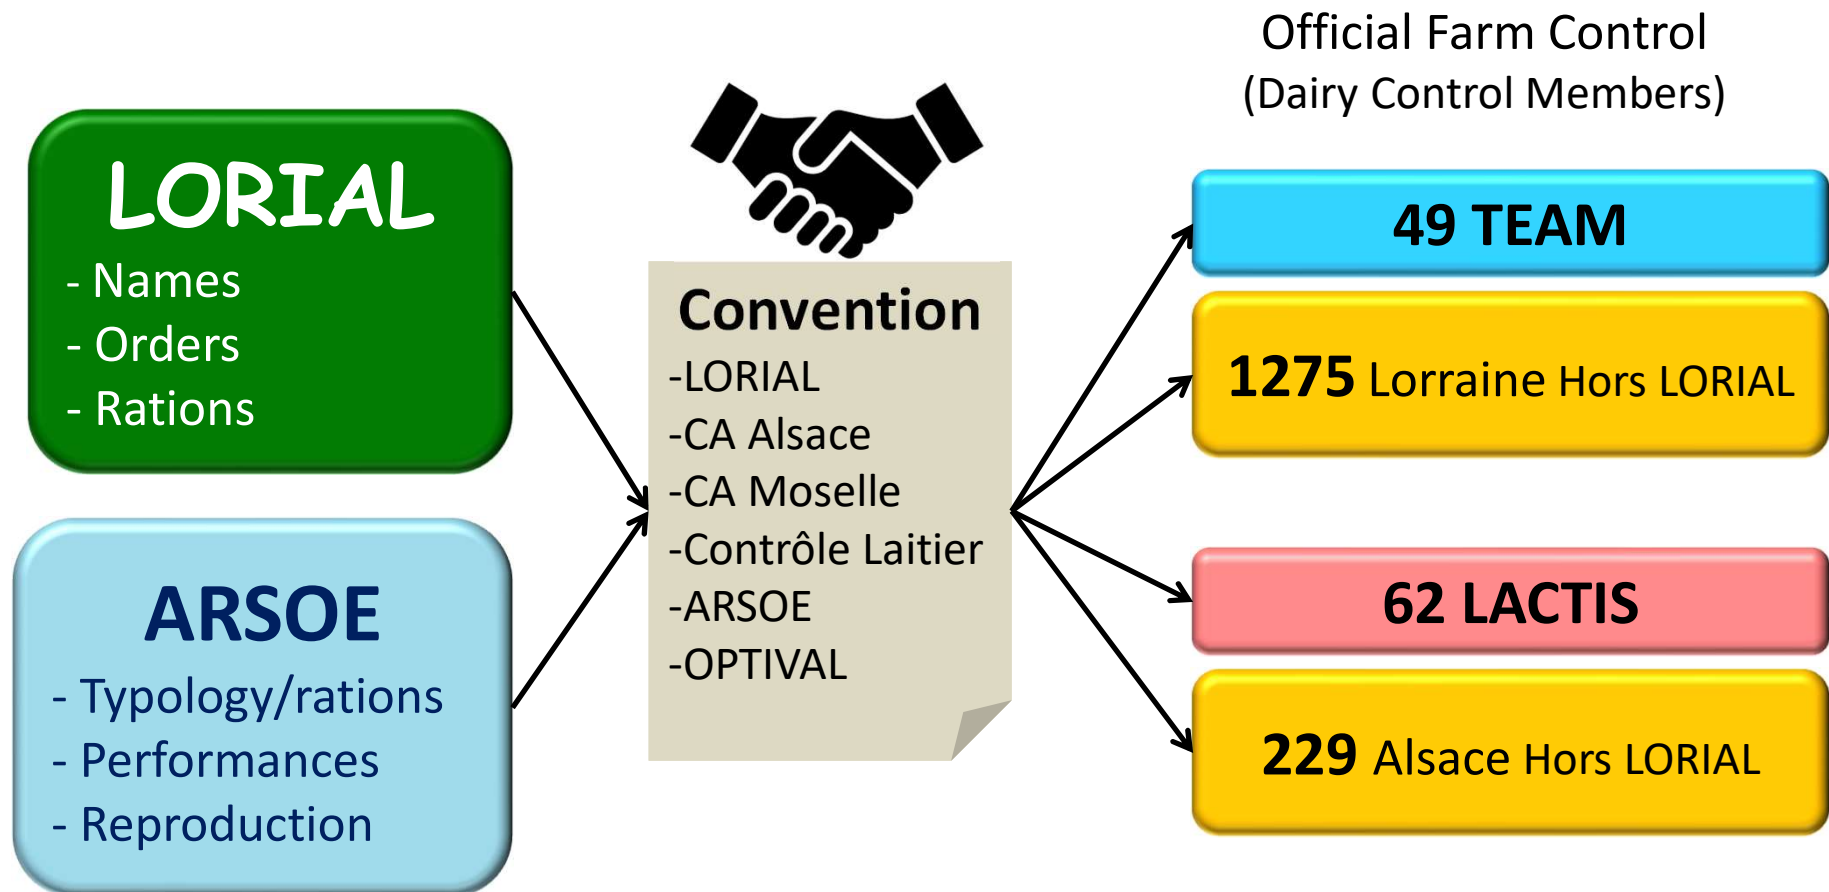 Official Farm Control
(Dairy Control Members)
LORIAL
- Names
- Orders
- Rations
ARSOE
- Typology/rations
- Performances
- Reproduction
Convention
-LORIAL
-CA Alsace
-CA Moselle
-Contrôle Laitier
-ARSOE
-OPTIVAL
49 TEAM
1275 Lorraine Hors LORIAL
62 LACTIS
229 Alsace Hors LORIAL